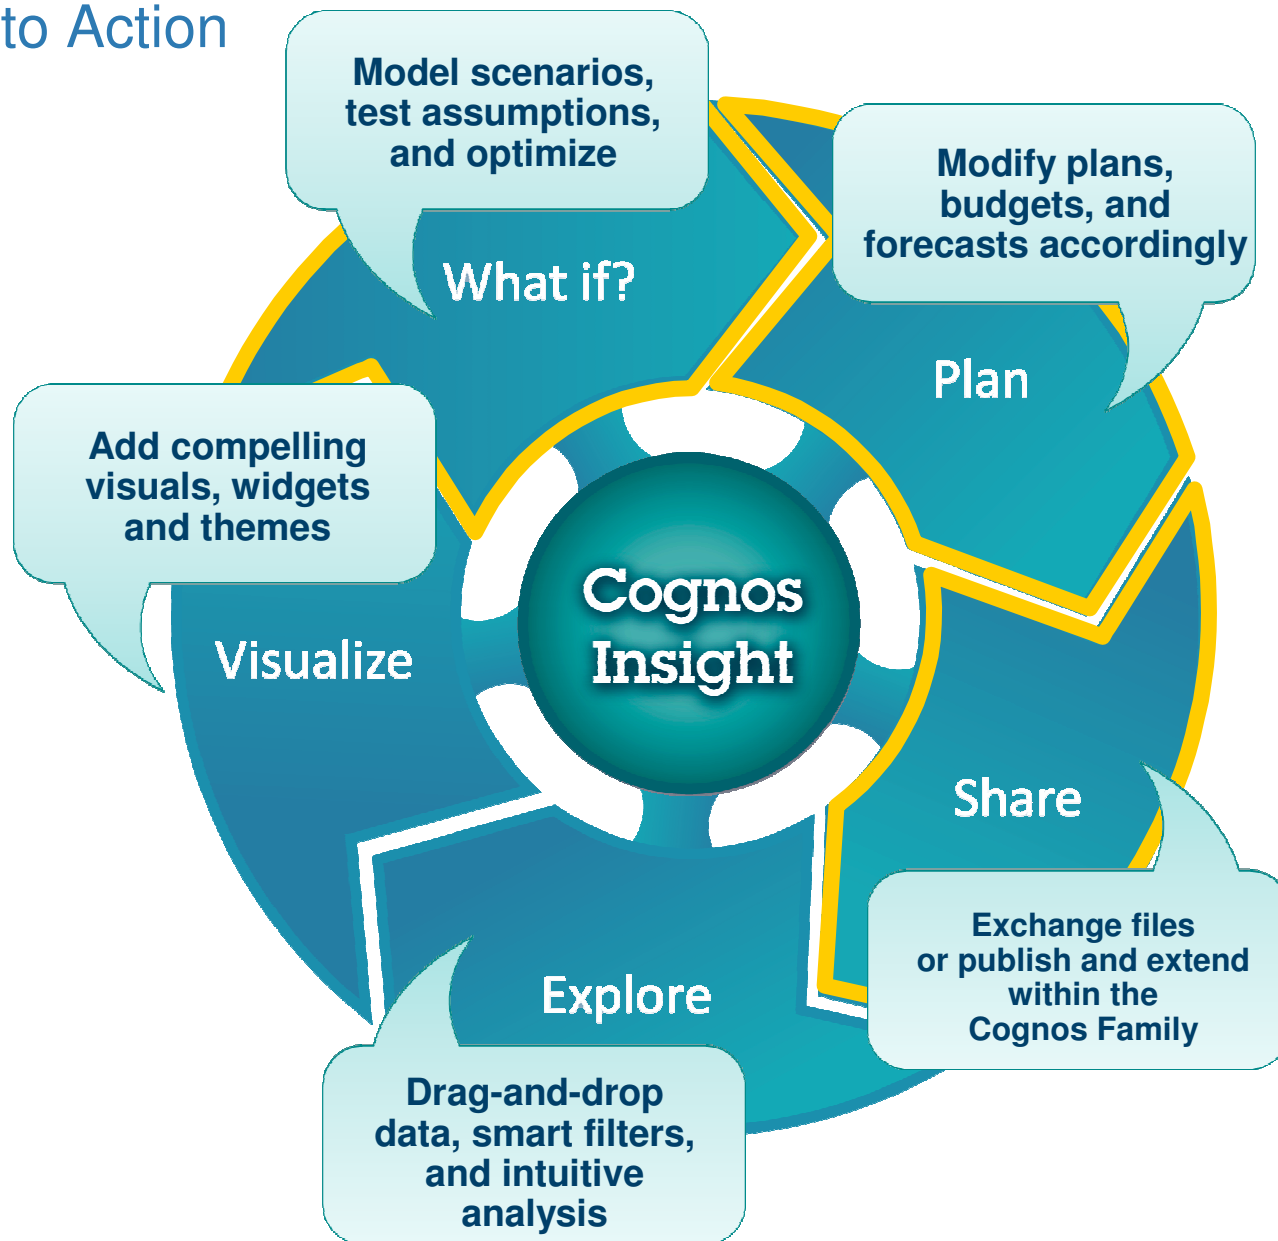 to Action
Model scenarios,
test assumptions,
and optimize
Modify plans,
budgets, and
forecasts accordingly
What if?
Plan
Add compelling
visuals, widgets
and themes
Cognos
Insight
Visualize
Share
Exchange files
or publish and extend
within the
Cognos Family
Explore
Drag-and-drop
data, smart filters,
and intuitive
analysis